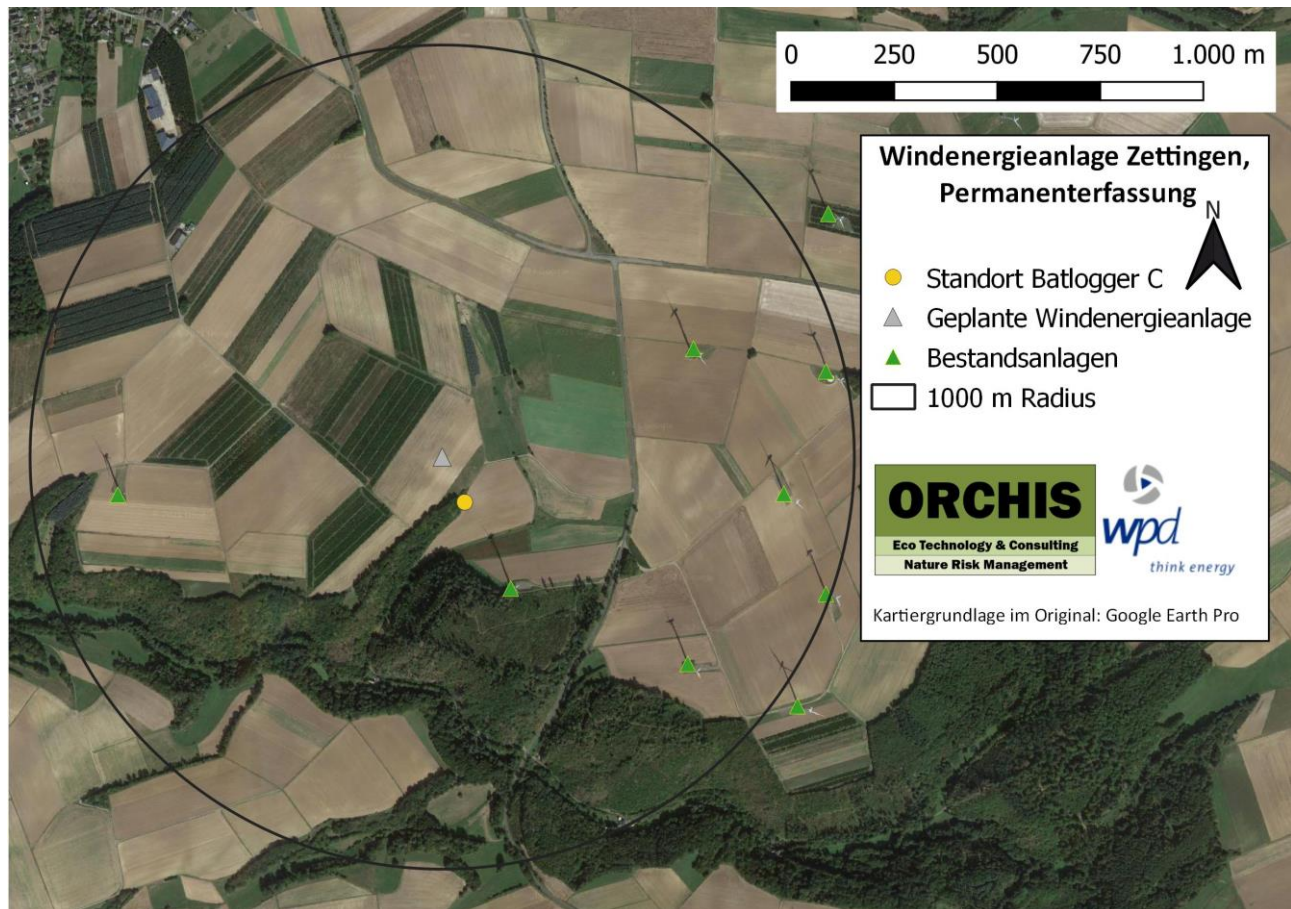 0 250 500 750 1.000 m
Windenergieanlage Zettingen,
Permanenterfassung
N
Standort Batlogger C
Geplante Windenergieanlage
Bestandsanlagen
1000 m Radius
ORCHIS
Eco Technology & Consulting
Nature Risk Management
wpd
think energy
Kartiergrundlage im Original: Google Earth Pro